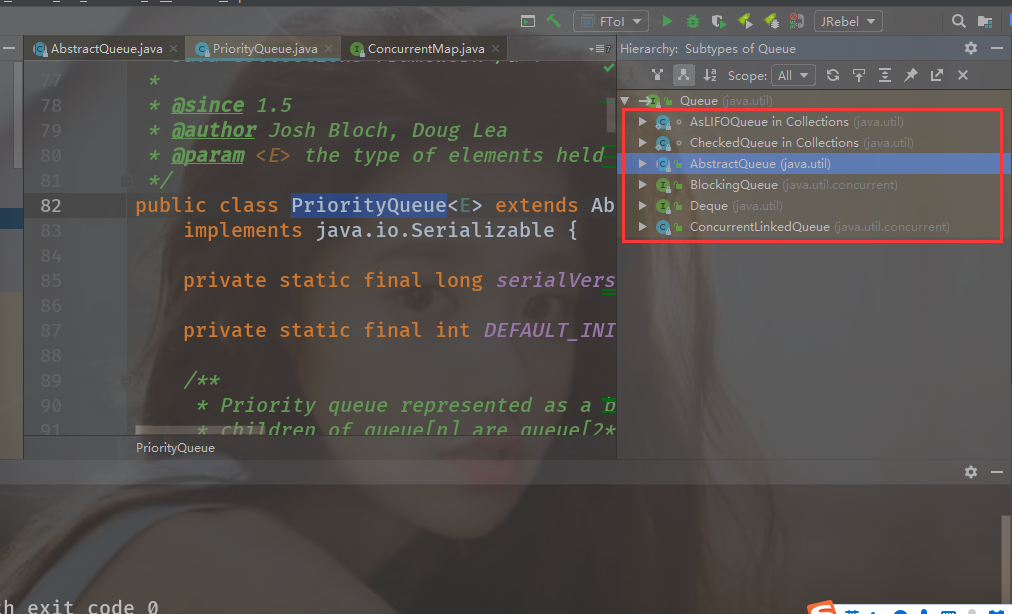 FTol
JRebel
AbstractQueue.java
PriorityQueue.java
ConcurrentMap.java
7
Hierarchy: Subtypes of Queue
Scope: All
77 *
78 * @since 1.5
79 * @author Josh Bloch, Doug Lea
80 * @param <E> the type of elements held
81 */
82 public class PriorityQueue<E> extends Ab
83 implements java.io.Serializable {
84
85 private static final long serialVers
86
87 private static final int DEFAULT_INI
88
89 /**
90 * Priority queue represented as a b
91 * children of queue[n] are queue[2*
PriorityQueue
Queue (java.util)
AsLIFOQueue in Collections (java.util)
CheckedQueue in Collections (java.util)
AbstractQueue (java.util)
BlockingQueue (java.util.concurrent)
Deque (java.util)
ConcurrentLinkedQueue (java.util.concurrent)
th exit code 0